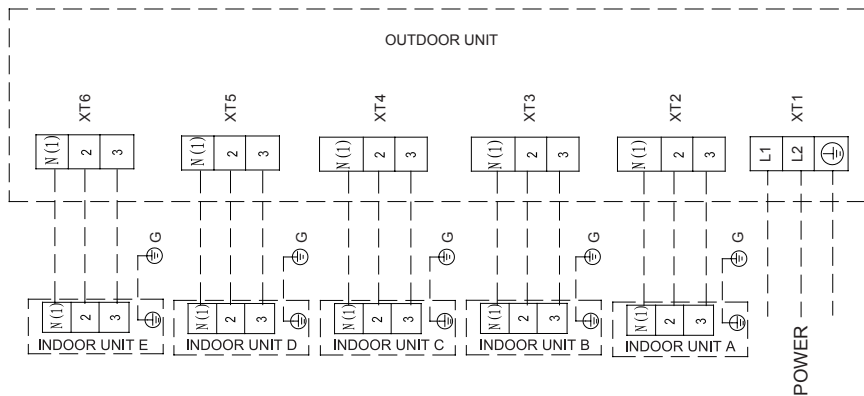 OUTDOOR UNIT
XT6
XT5
XT4
XT3
XT2
XT1
N(1) 2 3
N(1) 2 3
N(1) 2 3
N(1) 2 3
N(1) 2 3
L1 L2
G
G
G
G
G
N(1) 2 3
N(1) 2 3
N(1) 2 3
N(1) 2 3
N(1) 2 3
INDOOR UNIT E
INDOOR UNIT D
INDOOR UNIT C
INDOOR UNIT B
INDOOR UNIT A
POWER